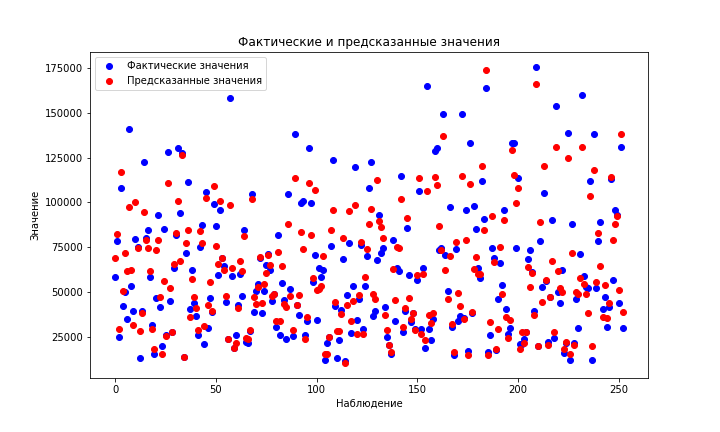 Фактические и предсказанные значения
Фактические значения
Предсказанные значения
175000
150000
125000
100000
75000
50000
25000
Значение
0
50
100
150
200
250
Наблюдение